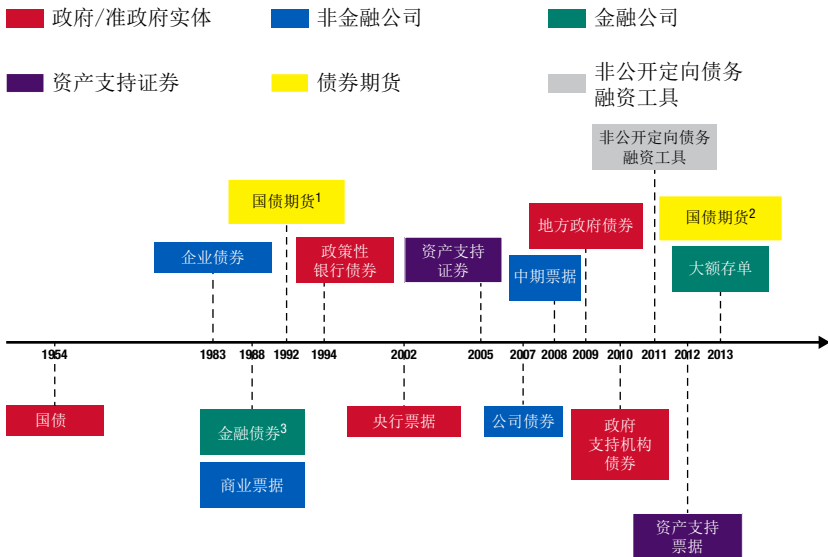 政府/准政府实体
非金融公司
金融公司
资产支持证券
债券期货
非公开定向债务
融资工具
非公开定向债务
融资工具
国债期货1
国债期货2
地方政府债券
企业债券
政策性
银行债券
资产支持
证券
中期票据
大额存单
1954 1983 1988 1992 1994 2002 2005 2007 2008 2009 2010 2011 2012 2013
国债
金融债券3
商业票据
央行票据
公司债券
政府
支持机构
债券
资产支持
票据